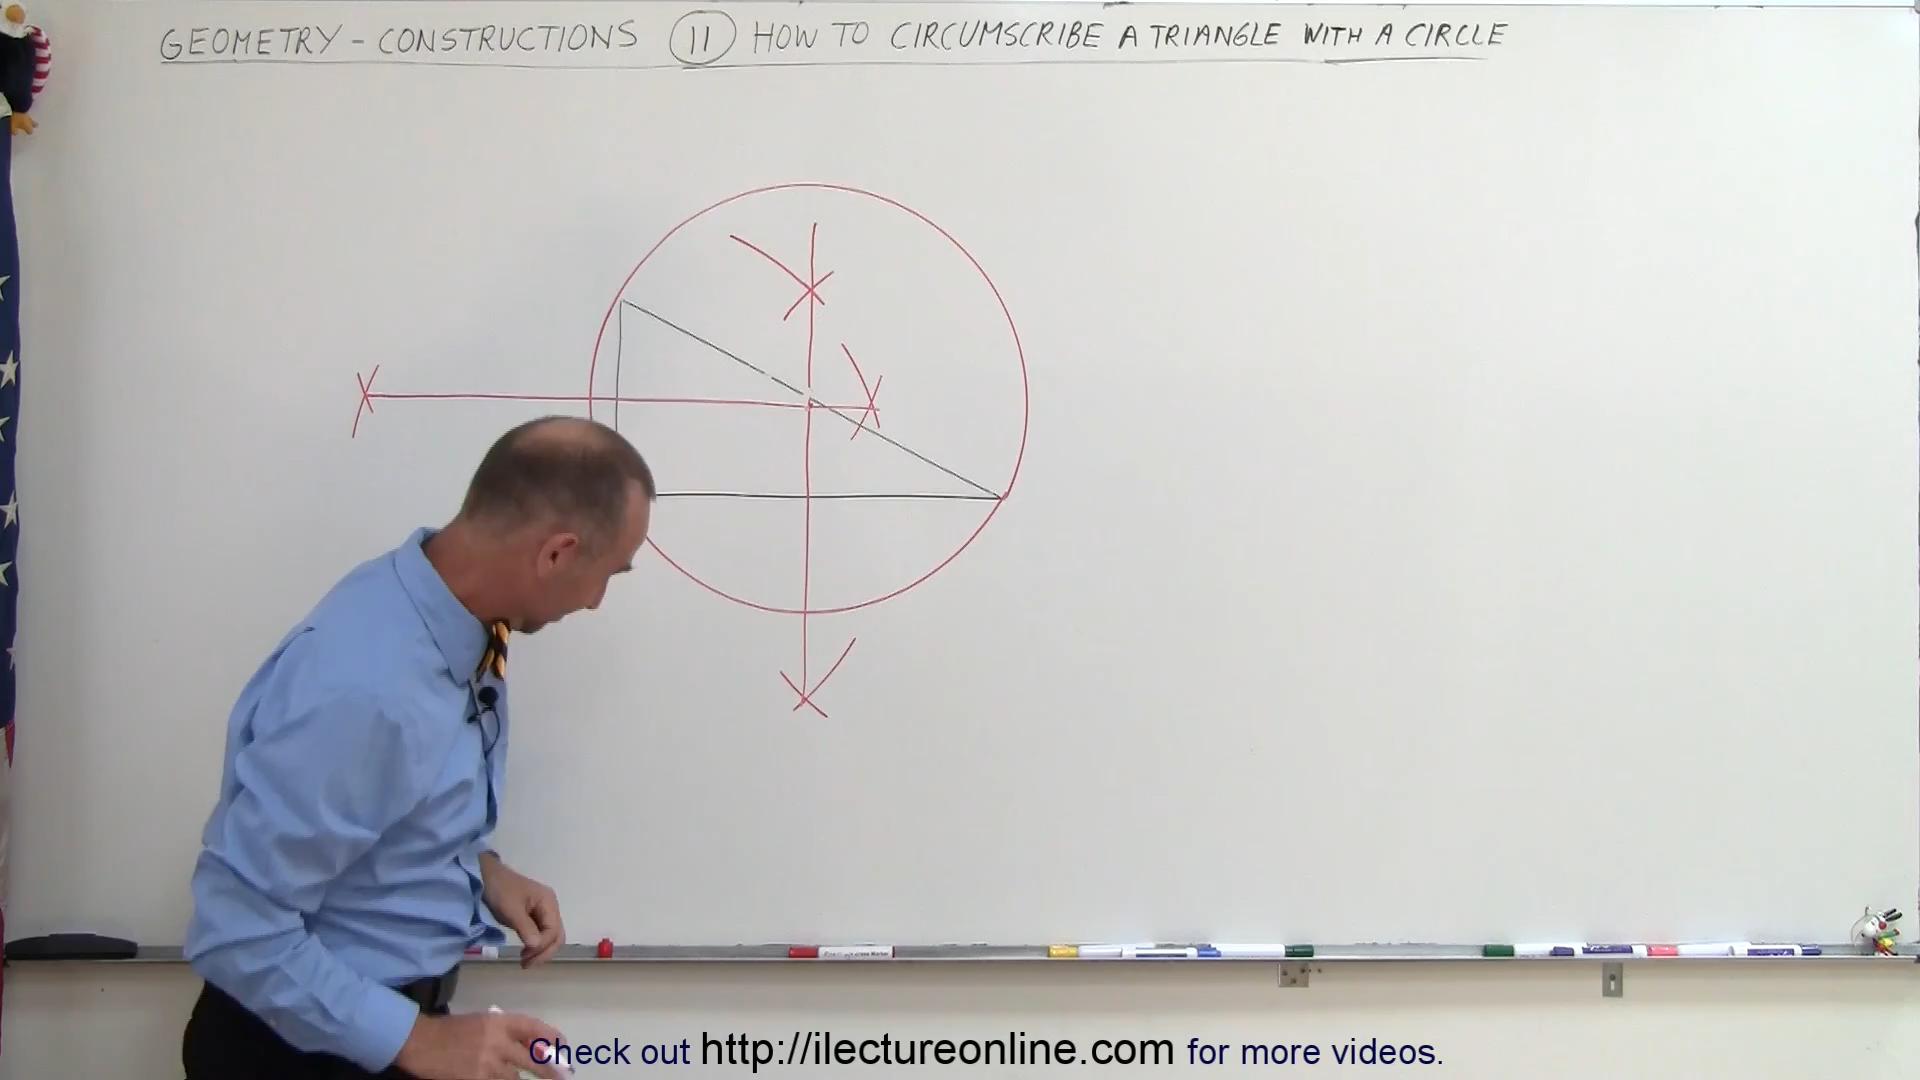 GEOMETRY - CONSTRUCTIONS 11 HOW TO CIRCUMSCRIBE A TRIANGLE WITH A CIRCLE
Check out http://ilectureonline.com for more videos.